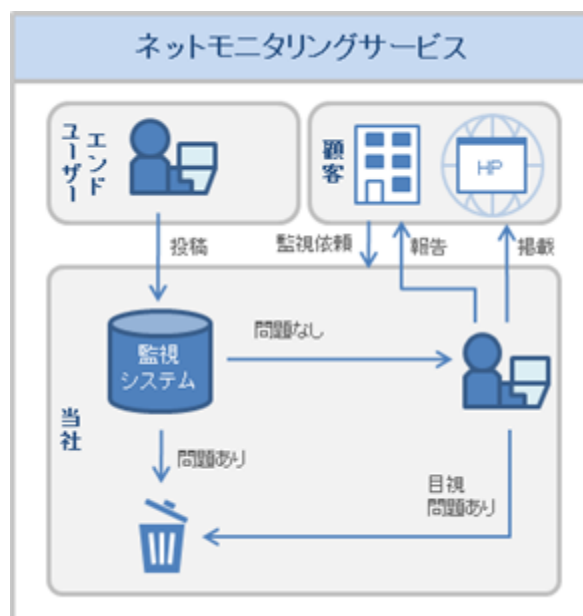 ネットモニタリングサービス
エンド
ユーザー
顧客
HP
投稿
監視依頼
報告
掲載
監視
システム
問題なし
当社
問題あり
目視
問題あり